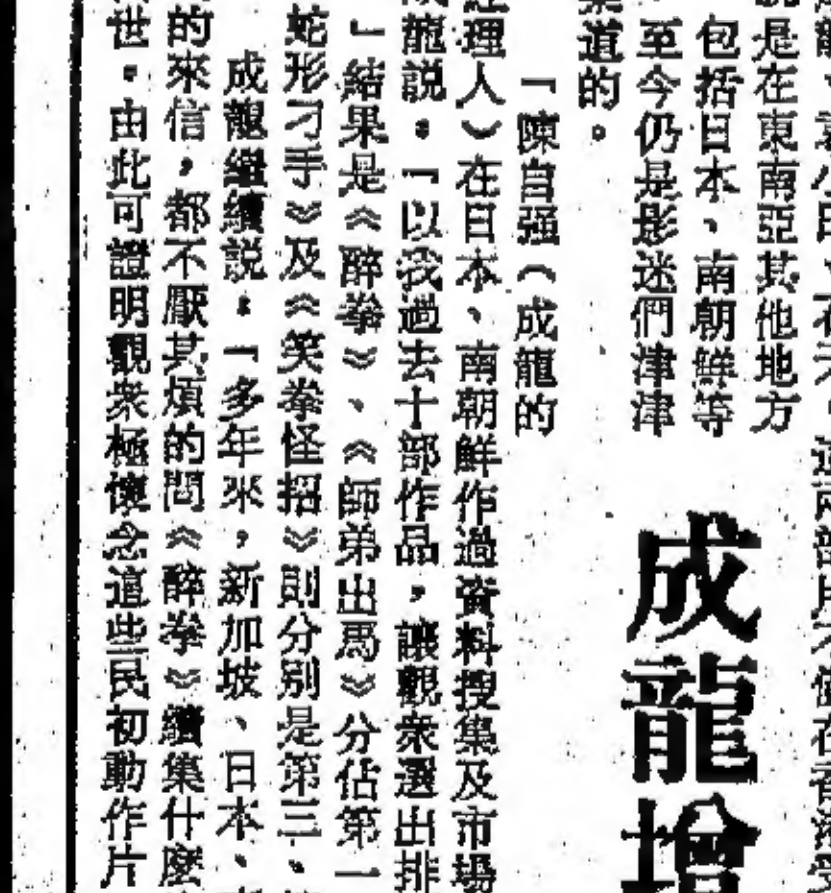 是在東南亞其他地方
包括日本、南朝鮮等
至今仍是影迷們津津
道的。
成龍增
「陳自强（成龍的
經理人）在日本、南朝鮮作過資料搜集及市場
龍説：「以我過去十部作品，讓觀衆選出排
」結果是《醉拳》、《師弟出馬》分佔第一
蛇形刁手》及《笑拳怪招》則分别是第三、
成龍繼續説：「多年來，新加坡、日本、
的來信，都不厭其煩的問《醉拳》續集什麼
世。由此可證明觀衆極懷念這些民初動作片